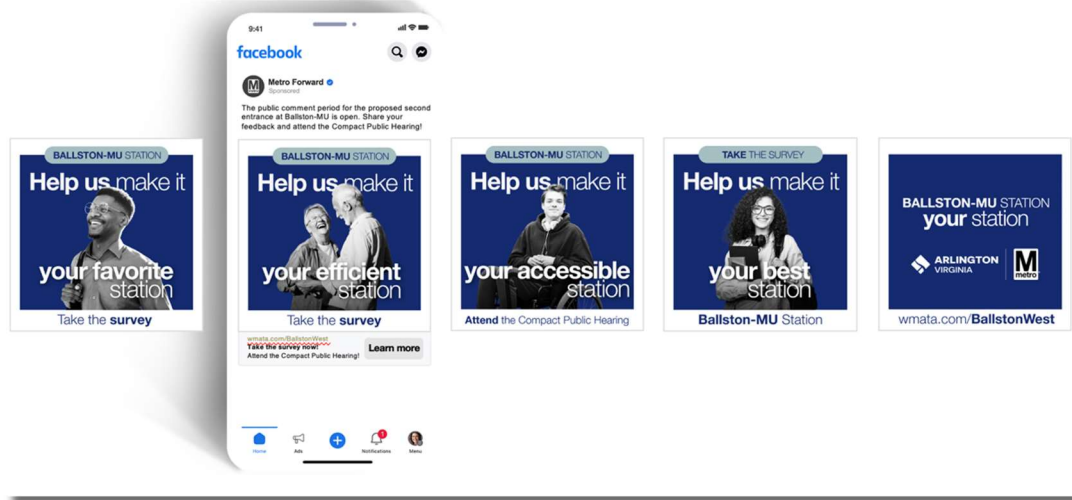 BALLSTON-MU STATION
Help us make it
your favorite
station
Take the survey
9:41
facebook
Metro Forward
Sponsored
The public comment period for the proposed second
entrance at Ballston-MU is open. Share your
feedback and attend the Compact Public Hearing!
BALLSTON-MU STATION
Help us make it
your efficient
station
Take the survey
wmata.com/BallstonWest
Take the survey now!
Attend the Compact Public Hearing!
Learn more
Home
Ads
1
Notifications
Menu
BALLSTON-MU STATION
Help us make it
your accessible
station
Attend the Compact Public Hearing
TAKE THE SURVEY
Help us make it
your best
station
Ballston-MU Station
BALLSTON-MU STATION
your station
ARLINGTON
VIRGINIA
M
metro
wmata.com/BallstonWest